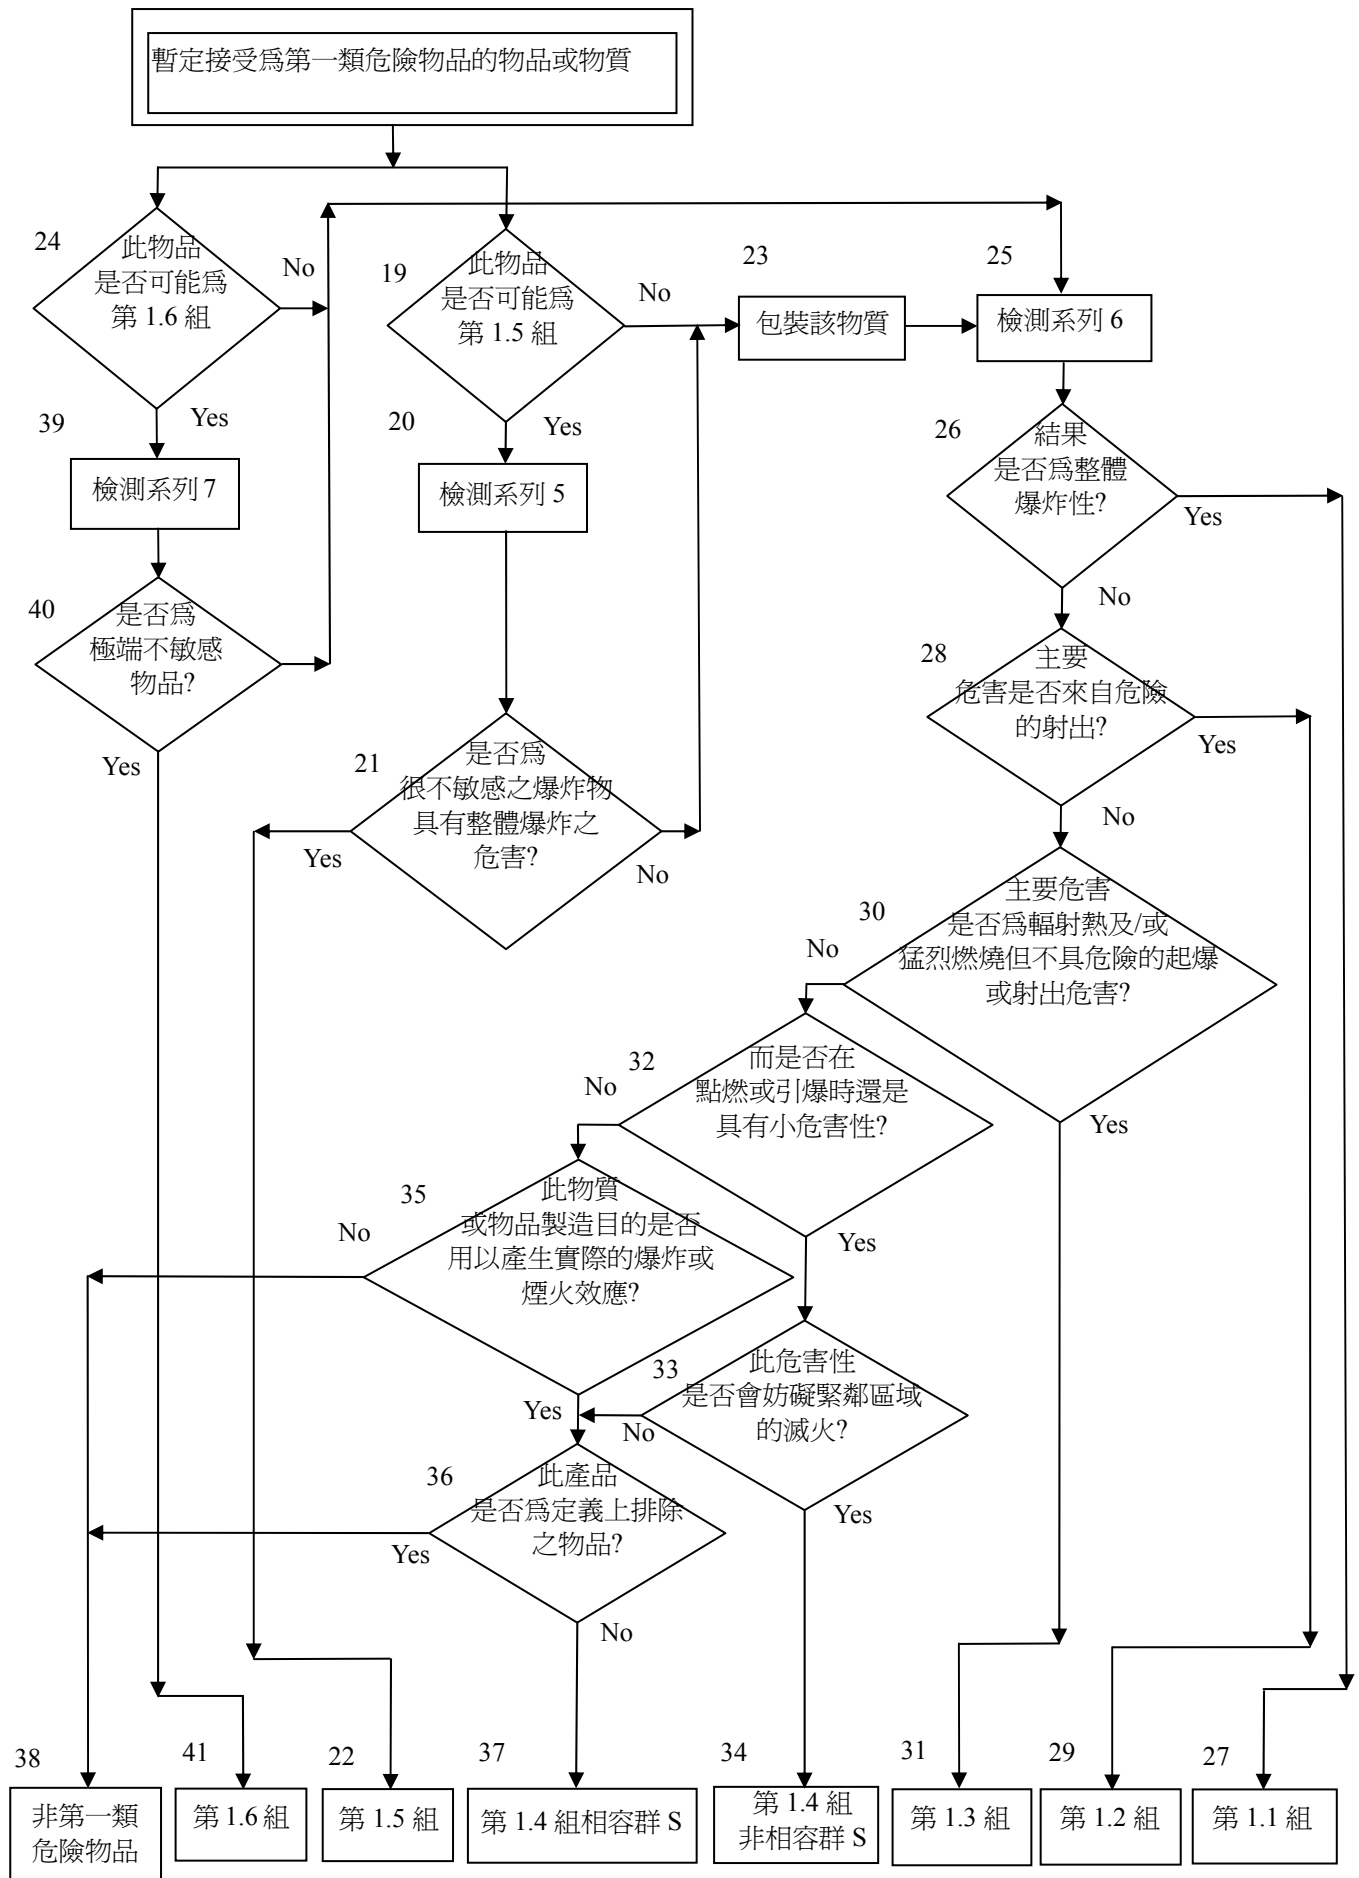 暫定接受爲第一類危險物品的物品或物質
24
此物品
是否可能爲
第 1.6 組
No
19
此物品
是否可能爲
第 1.5 組
No
23
包裝該物質
25
檢測系列 6
39
Yes
檢測系列 7
20
Yes
檢測系列 5
26
結果
是否爲整體
爆炸性?
Yes
No
40
是否爲
極端不敏感
物品?
Yes
28
主要
危害是否來自危險
的射出?
Yes
No
21
是否爲
很不敏感之爆炸物
具有整體爆炸之
危害?
Yes
No
30
主要危害
是否爲輻射熱及/或
猛烈燃燒但不具危險的起爆
或射出危害?
No
Yes
32
而是否在
點燃或引爆時還是
具有小危害性?
No
Yes
35
此物質
或物品製造目的是否
用以產生實際的爆炸或
煙火效應?
No
Yes
33
此危害性
是否會妨礙緊鄰區域
的滅火?
No
Yes
36
此產品
是否爲定義上排除
之物品?
Yes
No
38
非第一類
危險物品
41
第 1.6 組
22
第 1.5 組
37
第 1.4 組相容群 S
34
第 1.4 組
非相容群 S
31
第 1.3 組
29
第 1.2 組
27
第 1.1 組